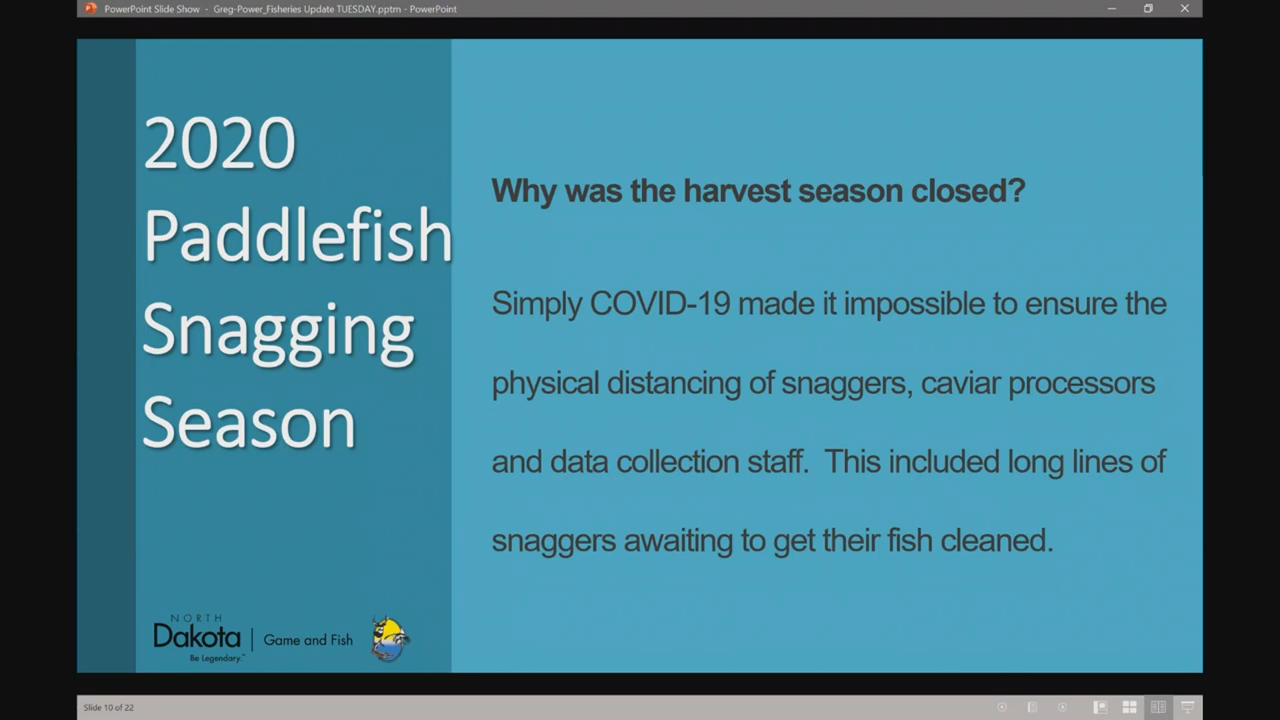 PowerPoint Slide Show - Greg-Power_Fisheries Update TUESDAY.pptm - PowerPoint
2020
Paddlefish
Snagging
Season
Why was the harvest season closed?
Simply COVID-19 made it impossible to ensure the
physical distancing of snaggers, caviar processors
and data collection staff.  This included long lines of
snaggers awaiting to get their fish cleaned.
NORTH
Dakota | Game and Fish
Be Legendary.™
Slide 10 of 22